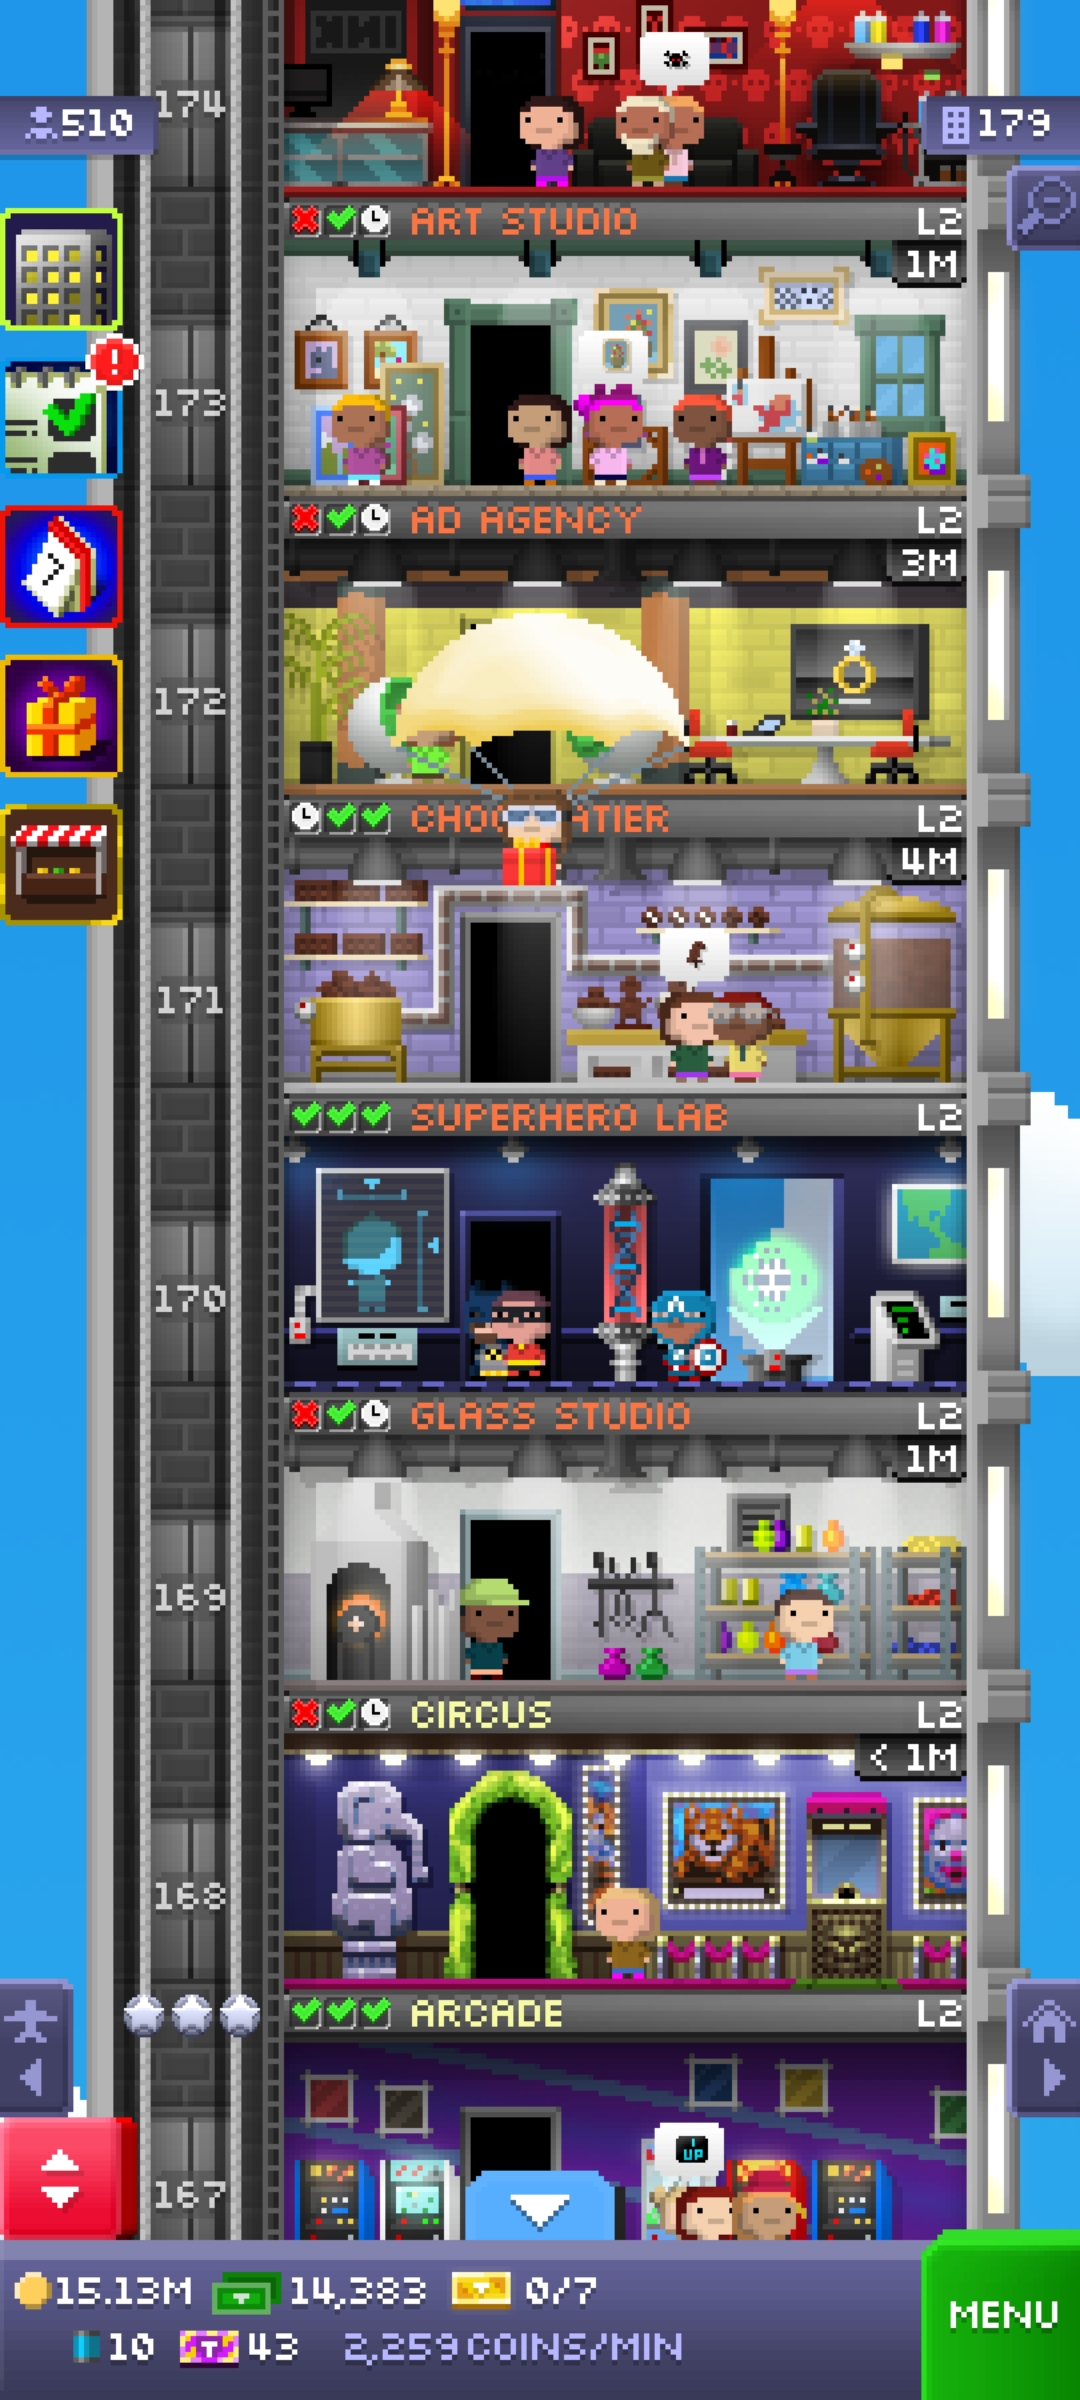 174
510
179
ART STUDIO L2
1M
173
AD AGENCY L2
3M
172
L2
4M
171
SUPERHERO LAB L2
170
GLASS STUDIO L2
1M
169
CIRCUS L2
< 1M
168
ARCADE L2
1 UP
167
15.13M 14,383 0/7
MENU
10 43 2,259 COINS/MIN